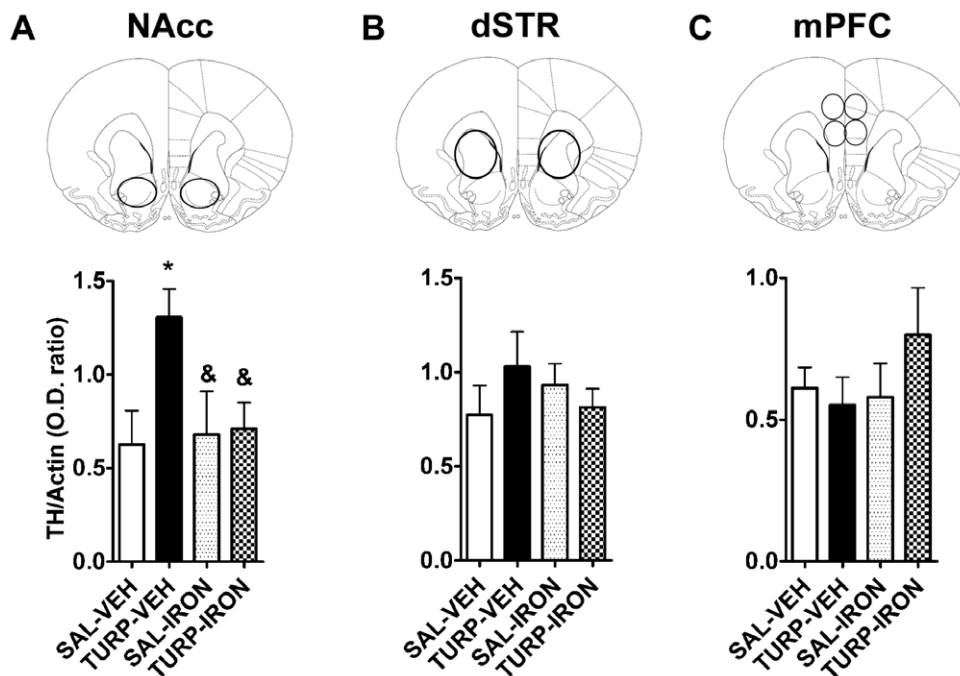 A NAcc
B dSTR
C mPFC
TH/Actin (O.D. ratio)
1.5
1.0
0.5
0.0
*
&
&
SAL-VEH
TURP-VEH
SAL-IRON
TURP-IRON
1.5
1.0
0.5
0.0
SAL-VEH
TURP-VEH
SAL-IRON
TURP-IRON
1.0
0.5
0.0
SAL-VEH
TURP-VEH
SAL-IRON
TURP-IRON